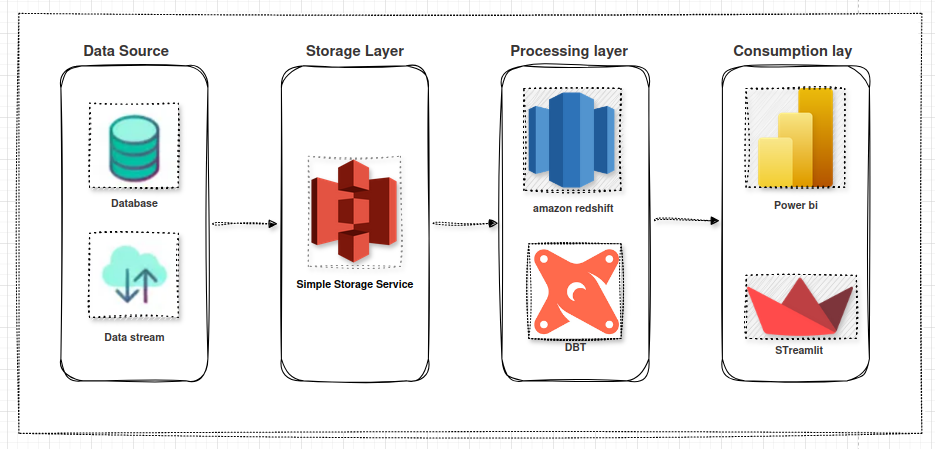 Data Source
Storage Layer
Processing layer
Consumption lay
Database
Data stream
Simple Storage Service
amazon redshift
DBT
Power bi
STreamlit